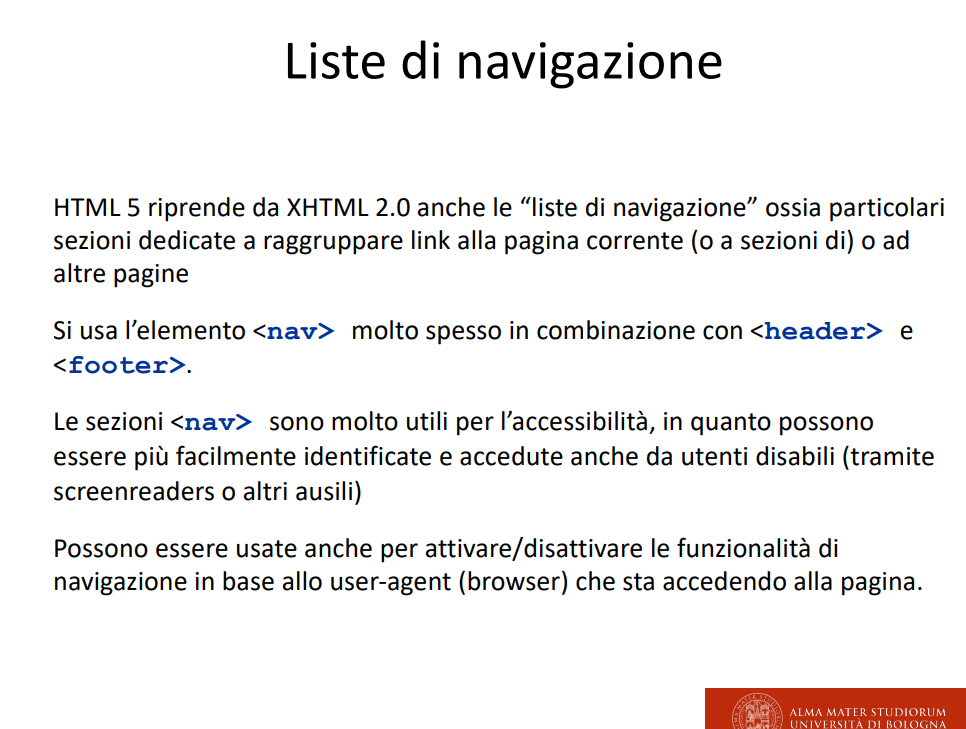 Liste di navigazione
HTML 5 riprende da XHTML 2.0 anche le “liste di navigazione” ossia particolari
sezioni dedicate a raggruppare link alla pagina corrente (o a sezioni di) o ad
altre pagine
Si usa l’elemento <nav> molto spesso in combinazione con <header> e
<footer>.
Le sezioni <nav> sono molto utili per l’accessibilità, in quanto possono
essere più facilmente identificate e accedute anche da utenti disabili (tramite
screenreaders o altri ausili)
Possono essere usate anche per attivare/disattivare le funzionalità di
navigazione in base allo user-agent (browser) che sta accedendo alla pagina.
ALMA MATER STUDIORUM
UNIVERSITÀ DI BOLOGNA